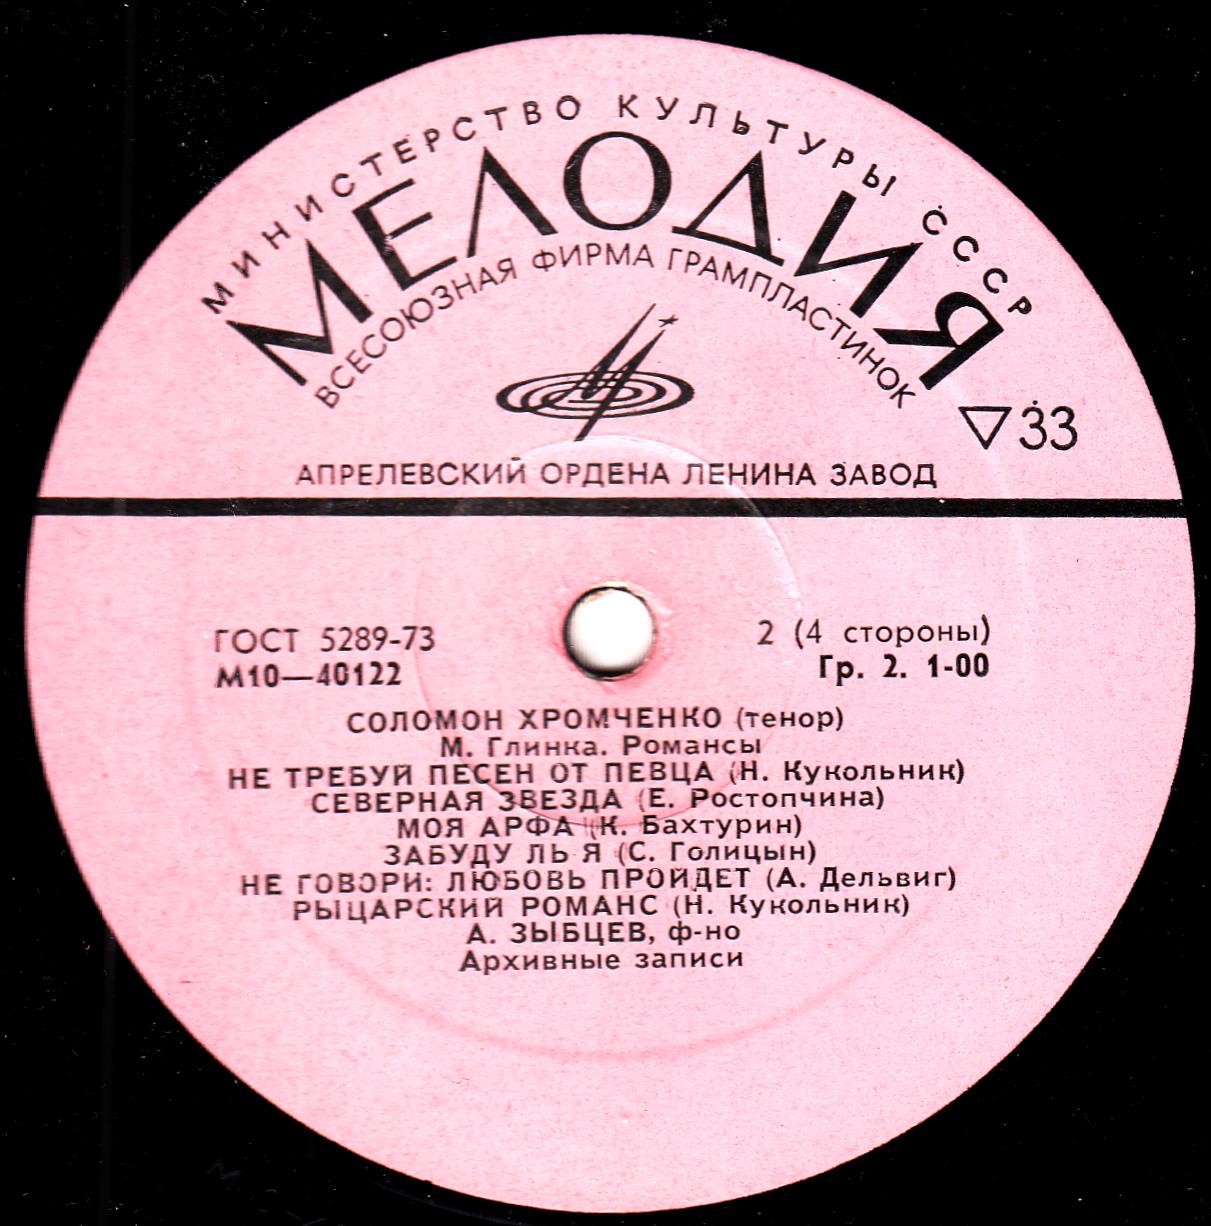 МИНИСТЕРСТВО КУЛЬТУРЫ СССР
МЕЛОДИЯ
ВСЕСОЮЗНАЯ ФИРМА ГРАМПЛАСТИНОК
33
АПРЕЛЕВСКИЙ ОРДЕНА ЛЕНИНА ЗАВОД
ГОСТ 5289-73
М10—40122
2 (4 стороны)
Гр. 2. 1-00
СОЛОМОН ХРОМЧЕНКО (тенор)
М. Глинка. Романсы
НЕ ТРЕБУЙ ПЕСЕН ОТ ПЕВЦА (Н. Кукольник)
СЕВЕРНАЯ ЗВЕЗДА (Е. Ростопчина)
МОЯ АРФА (К. Бахтурин)
ЗАБУДУ ЛЬ Я (С. Голицын)
НЕ ГОВОРИ: ЛЮБОВЬ ПРОЙДЕТ (А. Дельвиг)
РЫЦАРСКИЙ РОМАНС (Н. Кукольник)
А. ЗЫБЦЕВ, ф-но
Архивные записи